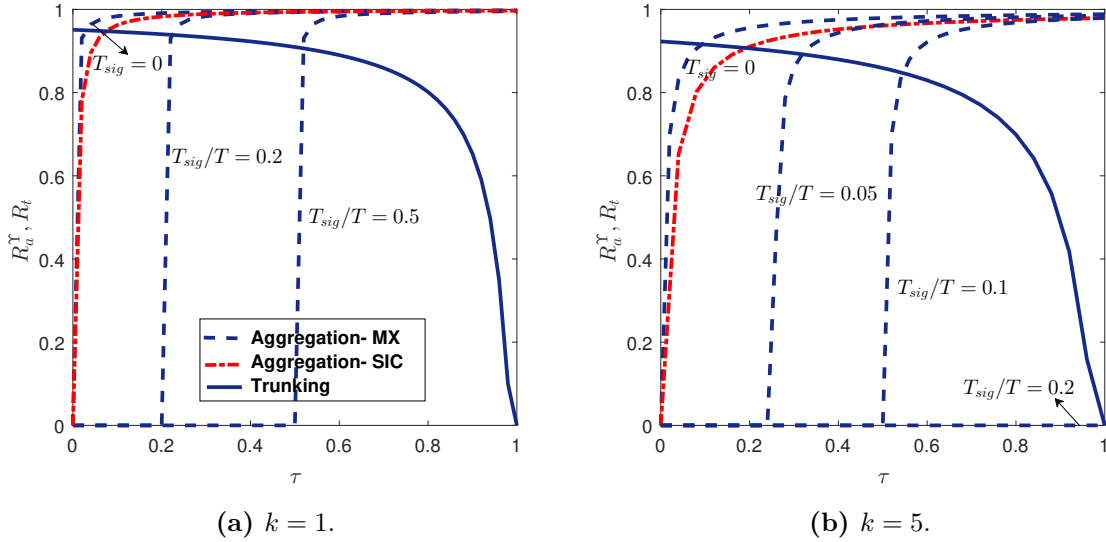 1
0.8
0.6
0.4
0.2
0
0 0.2 0.4 0.6 0.8 1
R_a^Υ, R_t
τ
T_sig = 0
T_sig/T = 0.2
T_sig/T = 0.5
Aggregation- MX
Aggregation- SIC
Trunking
(a) k = 1.
1
0.8
0.6
0.4
0.2
0
0 0.2 0.4 0.6 0.8 1
R_a^Υ, R_t
τ
T_sig = 0
T_sig/T = 0.05
T_sig/T = 0.1
T_sig/T = 0.2
(b) k = 5.